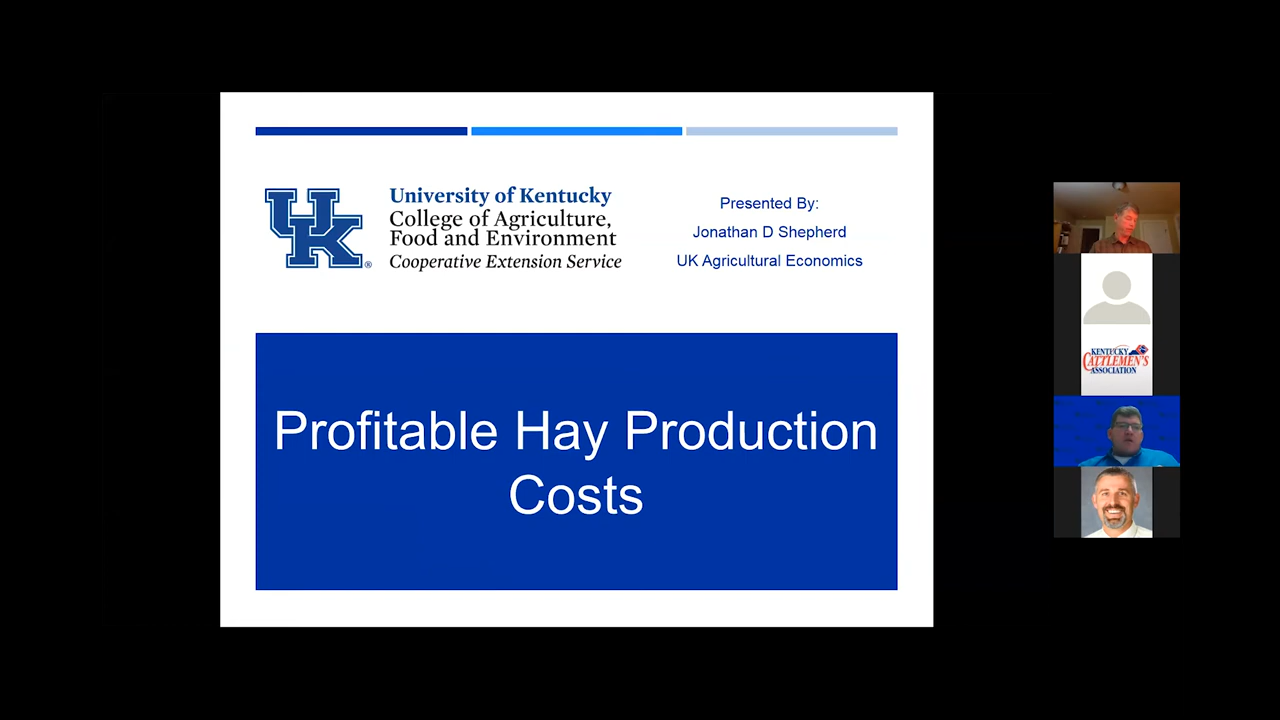 UK®
University of Kentucky
College of Agriculture,
Food and Environment
Cooperative Extension Service
Presented By:
Jonathan D Shepherd
UK Agricultural Economics
Profitable Hay Production
Costs
KENTUCKY
CATTLEMEN'S
ASSOCIATION